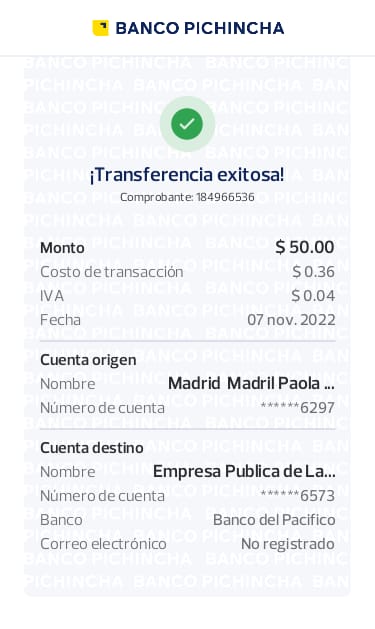 BANCO PICHINCHA
¡Transferencia exitosa!
Comprobante: 184966536
Monto $ 50.00
Costo de transacción $ 0.36
IVA $ 0.04
Fecha 07 nov. 2022
Cuenta origen
Nombre Madrid Madril Paola ...
Número de cuenta ******6297
Cuenta destino
Nombre Empresa Publica de La...
Número de cuenta ******6573
Banco Banco del Pacifico
Correo electrónico No registrado